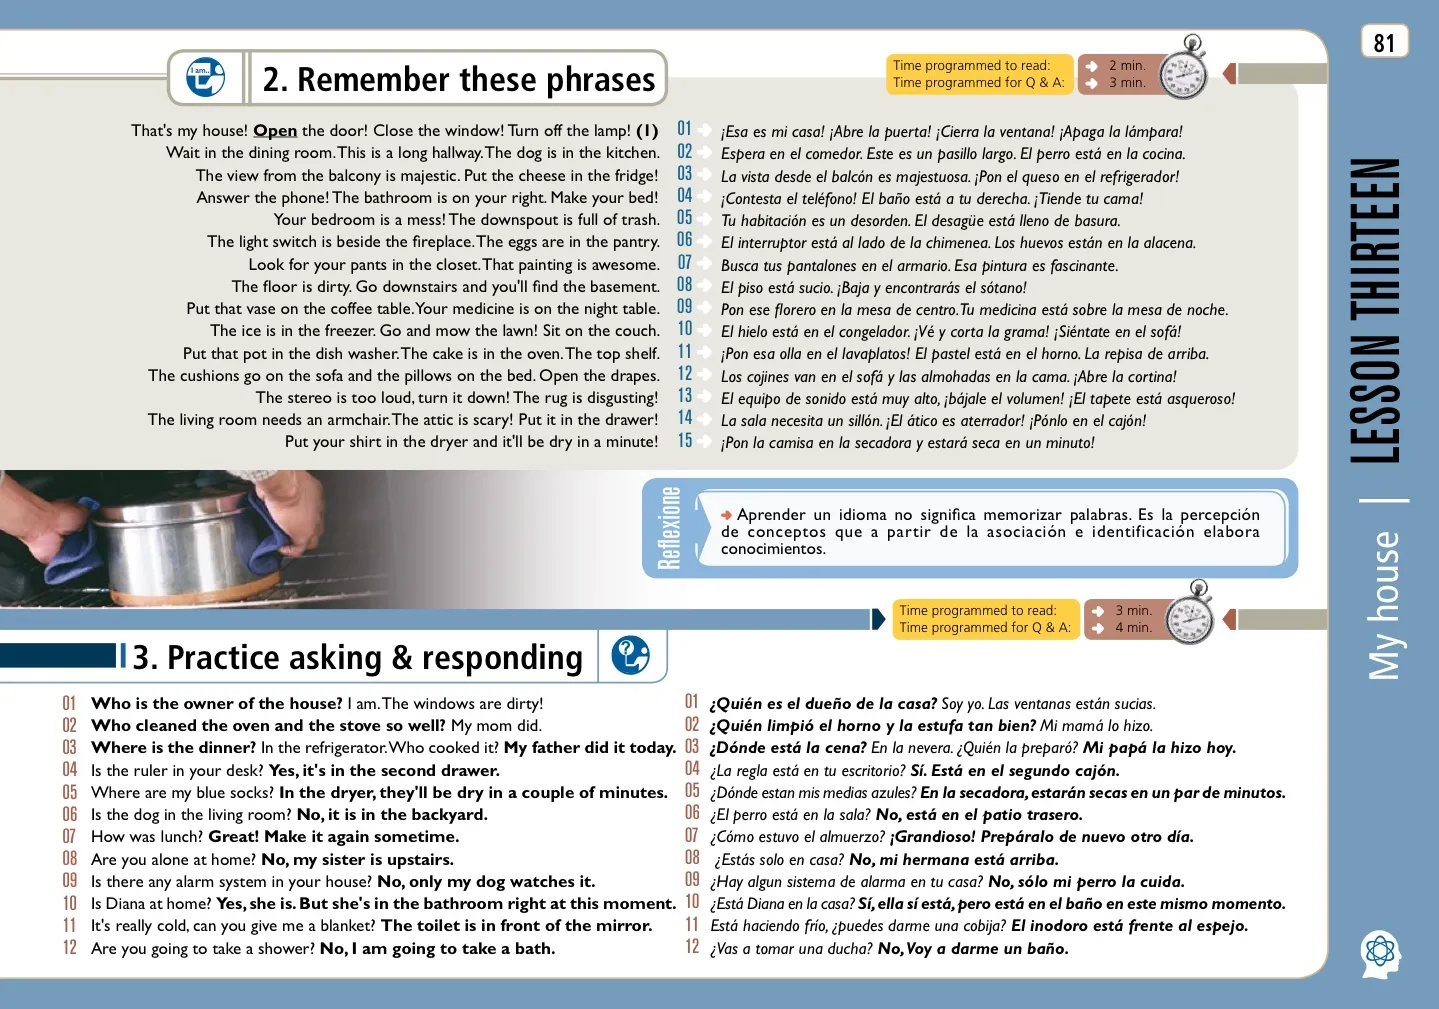 81
I am..
2. Remember these phrases
Time programmed to read: 2 min.
Time programmed for Q & A: 3 min.
That's my house! Open the door! Close the window! Turn off the lamp! (1) 01 ¡Esa es mi casa! ¡Abre la puerta! ¡Cierra la ventana! ¡Apaga la lámpara!
Wait in the dining room. This is a long hallway. The dog is in the kitchen. 02 Espera en el comedor. Este es un pasillo largo. El perro está en la cocina.
The view from the balcony is majestic. Put the cheese in the fridge! 03 La vista desde el balcón es majestuosa. ¡Pon el queso en el refrigerador!
Answer the phone! The bathroom is on your right. Make your bed! 04 ¡Contesta el teléfono! El baño está a tu derecha. ¡Tiende tu cama!
Your bedroom is a mess! The downspout is full of trash. 05 Tu habitación es un desorden. El desagüe está lleno de basura.
The light switch is beside the fireplace. The eggs are in the pantry. 06 El interruptor está al lado de la chimenea. Los huevos están en la alacena.
Look for your pants in the closet. That painting is awesome. 07 Busca tus pantalones en el armario. Esa pintura es fascinante.
The floor is dirty. Go downstairs and you'll find the basement. 08 El piso está sucio. ¡Baja y encontrarás el sótano!
Put that vase on the coffee table. Your medicine is on the night table. 09 Pon ese florero en la mesa de centro. Tu medicina está sobre la mesa de noche.
The ice is in the freezer. Go and mow the lawn! Sit on the couch. 10 El hielo está en el congelador. ¡Vé y corta la grama! ¡Siéntate en el sofá!
Put that pot in the dish washer. The cake is in the oven. The top shelf. 11 ¡Pon esa olla en el lavaplatos! El pastel está en el horno. La repisa de arriba.
The cushions go on the sofa and the pillows on the bed. Open the drapes. 12 Los cojines van en el sofá y las almohadas en la cama. ¡Abre la cortina!
The stereo is too loud, turn it down! The rug is disgusting! 13 El equipo de sonido está muy alto, ¡bájale el volumen! ¡El tapete está asqueroso!
The living room needs an armchair. The attic is scary! Put it in the drawer! 14 La sala necesita un sillón. ¡El ático es aterrador! ¡Pónlo en el cajón!
Put your shirt in the dryer and it'll be dry in a minute! 15 ¡Pon la camisa en la secadora y estará seca en un minuto!
Reflexione
Aprender un idioma no significa memorizar palabras. Es la percepción
de conceptos que a partir de la asociación e identificación elabora
conocimientos.
Time programmed to read: 3 min.
Time programmed for Q & A: 4 min.
3. Practice asking & responding
?
01 Who is the owner of the house? I am. The windows are dirty! 01 ¿Quién es el dueño de la casa? Soy yo. Las ventanas están sucias.
02 Who cleaned the oven and the stove so well? My mom did. 02 ¿Quién limpió el horno y la estufa tan bien? Mi mamá lo hizo.
03 Where is the dinner? In the refrigerator. Who cooked it? My father did it today. 03 ¿Dónde está la cena? En la nevera. ¿Quién la preparó? Mi papá la hizo hoy.
04 Is the ruler in your desk? Yes, it's in the second drawer. 04 ¿La regla está en tu escritorio? Sí. Está en el segundo cajón.
05 Where are my blue socks? In the dryer, they'll be dry in a couple of minutes. 05 ¿Dónde estan mis medias azules? En la secadora, estarán secas en un par de minutos.
06 Is the dog in the living room? No, it is in the backyard. 06 ¿El perro está en la sala? No, está en el patio trasero.
07 How was lunch? Great! Make it again sometime. 07 ¿Cómo estuvo el almuerzo? ¡Grandioso! Prepáralo de nuevo otro día.
08 Are you alone at home? No, my sister is upstairs. 08 ¿Estás solo en casa? No, mi hermana está arriba.
09 Is there any alarm system in your house? No, only my dog watches it. 09 ¿Hay algun sistema de alarma en tu casa? No, sólo mi perro la cuida.
10 Is Diana at home? Yes, she is. But she's in the bathroom right at this moment. 10 ¿Está Diana en la casa? Sí, ella sí está, pero está en el baño en este mismo momento.
11 It's really cold, can you give me a blanket? The toilet is in front of the mirror. 11 Está haciendo frío, ¿puedes darme una cobija? El inodoro está frente al espejo.
12 Are you going to take a shower? No, I am going to take a bath. 12 ¿Vas a tomar una ducha? No, Voy a darme un baño.
My house | LESSON THIRTEEN